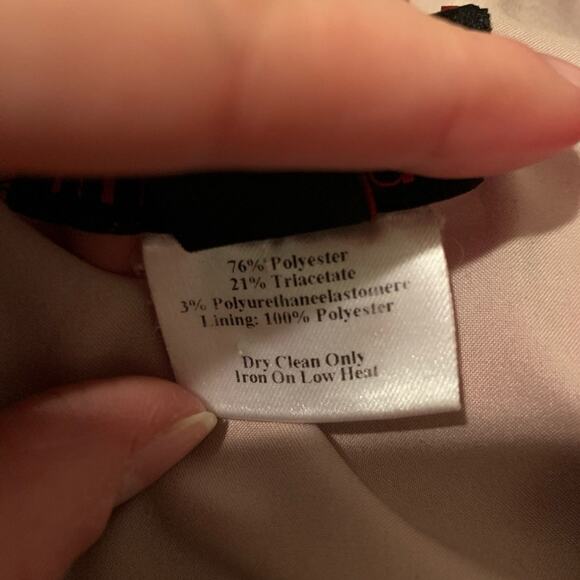 76% Polyester
21% Triacetate
3% Polyurethaneelastomere
Lining: 100% Polyester
Dry Clean Only
Iron On Low Heat